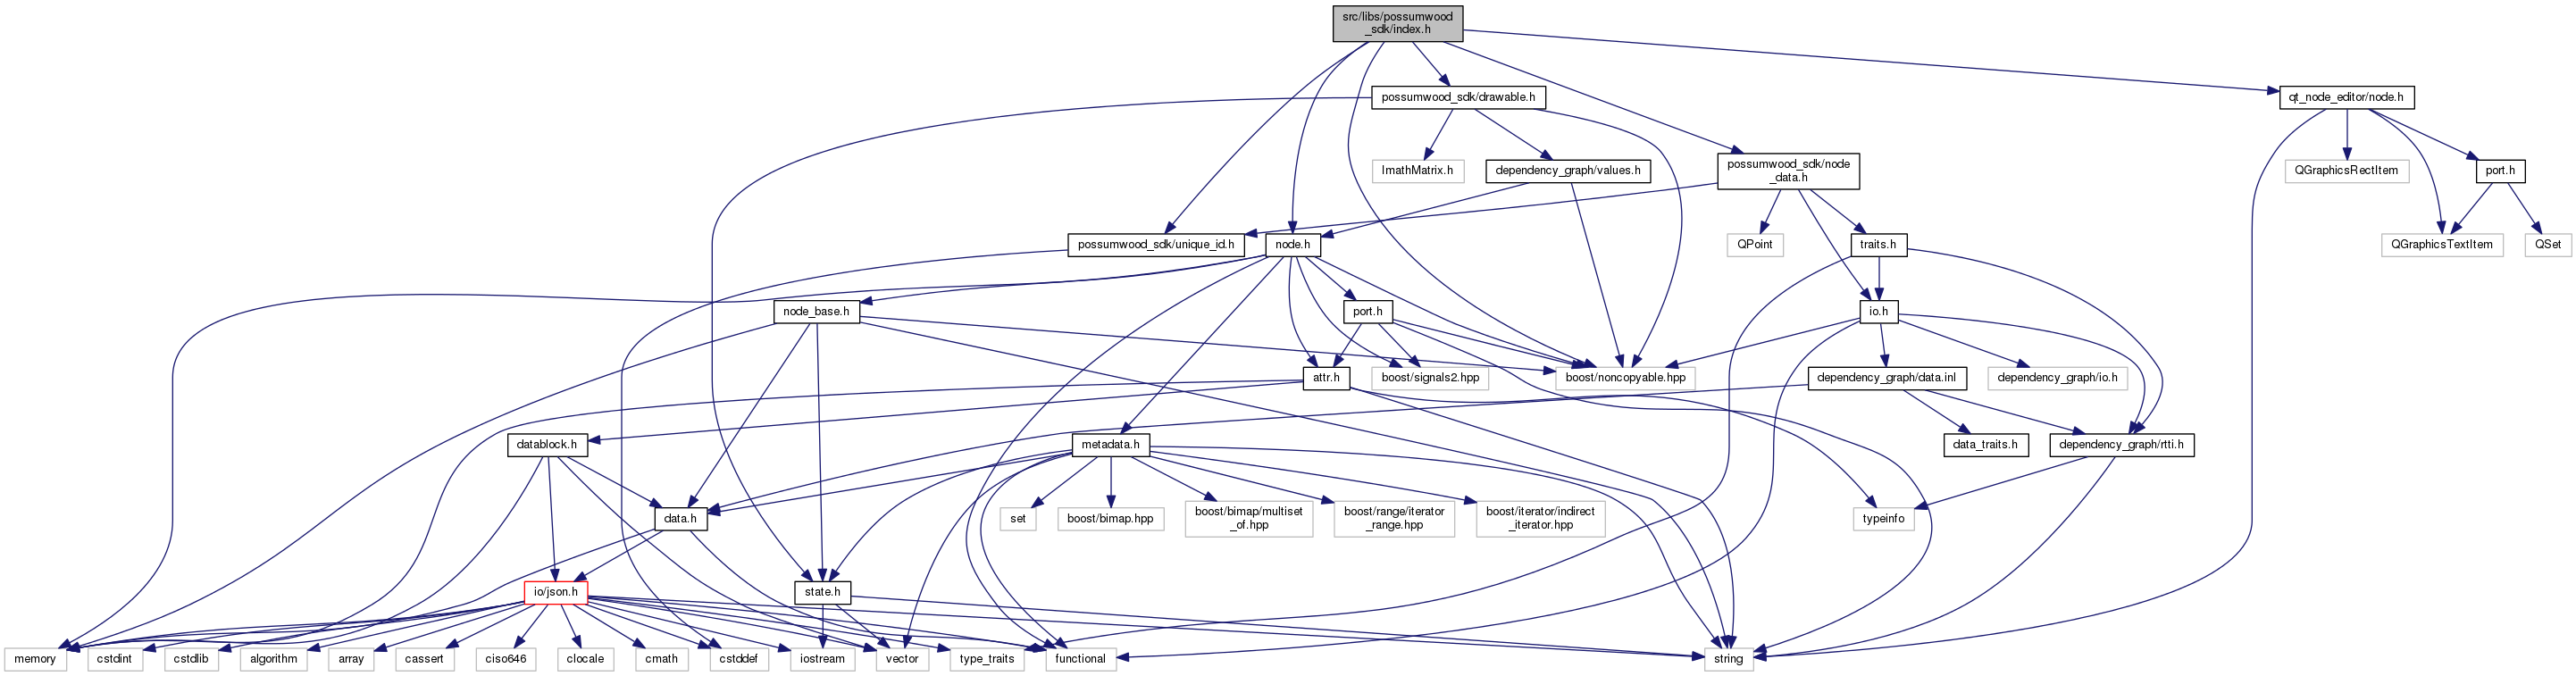 src/libs/possumwood
_sdk/index.h
possumwood_sdk/drawable.h
qt_node_editor/node.h
ImathMatrix.h
dependency_graph/values.h
possumwood_sdk/node
_data.h
QGraphicsRectItem
port.h
possumwood_sdk/unique_id.h
node.h
QPoint
traits.h
QGraphicsTextItem
QSet
node_base.h
port.h
io.h
attr.h
boost/signals2.hpp
boost/noncopyable.hpp
dependency_graph/data.inl
dependency_graph/io.h
datablock.h
metadata.h
data_traits.h
dependency_graph/rtti.h
data.h
set
boost/bimap.hpp
boost/bimap/multiset
_of.hpp
boost/range/iterator
_range.hpp
boost/iterator/indirect
_iterator.hpp
typeinfo
io/json.h
state.h
memory
cstdint
cstdlib
algorithm
array
cassert
ciso646
clocale
cmath
cstddef
iostream
vector
type_traits
functional
string